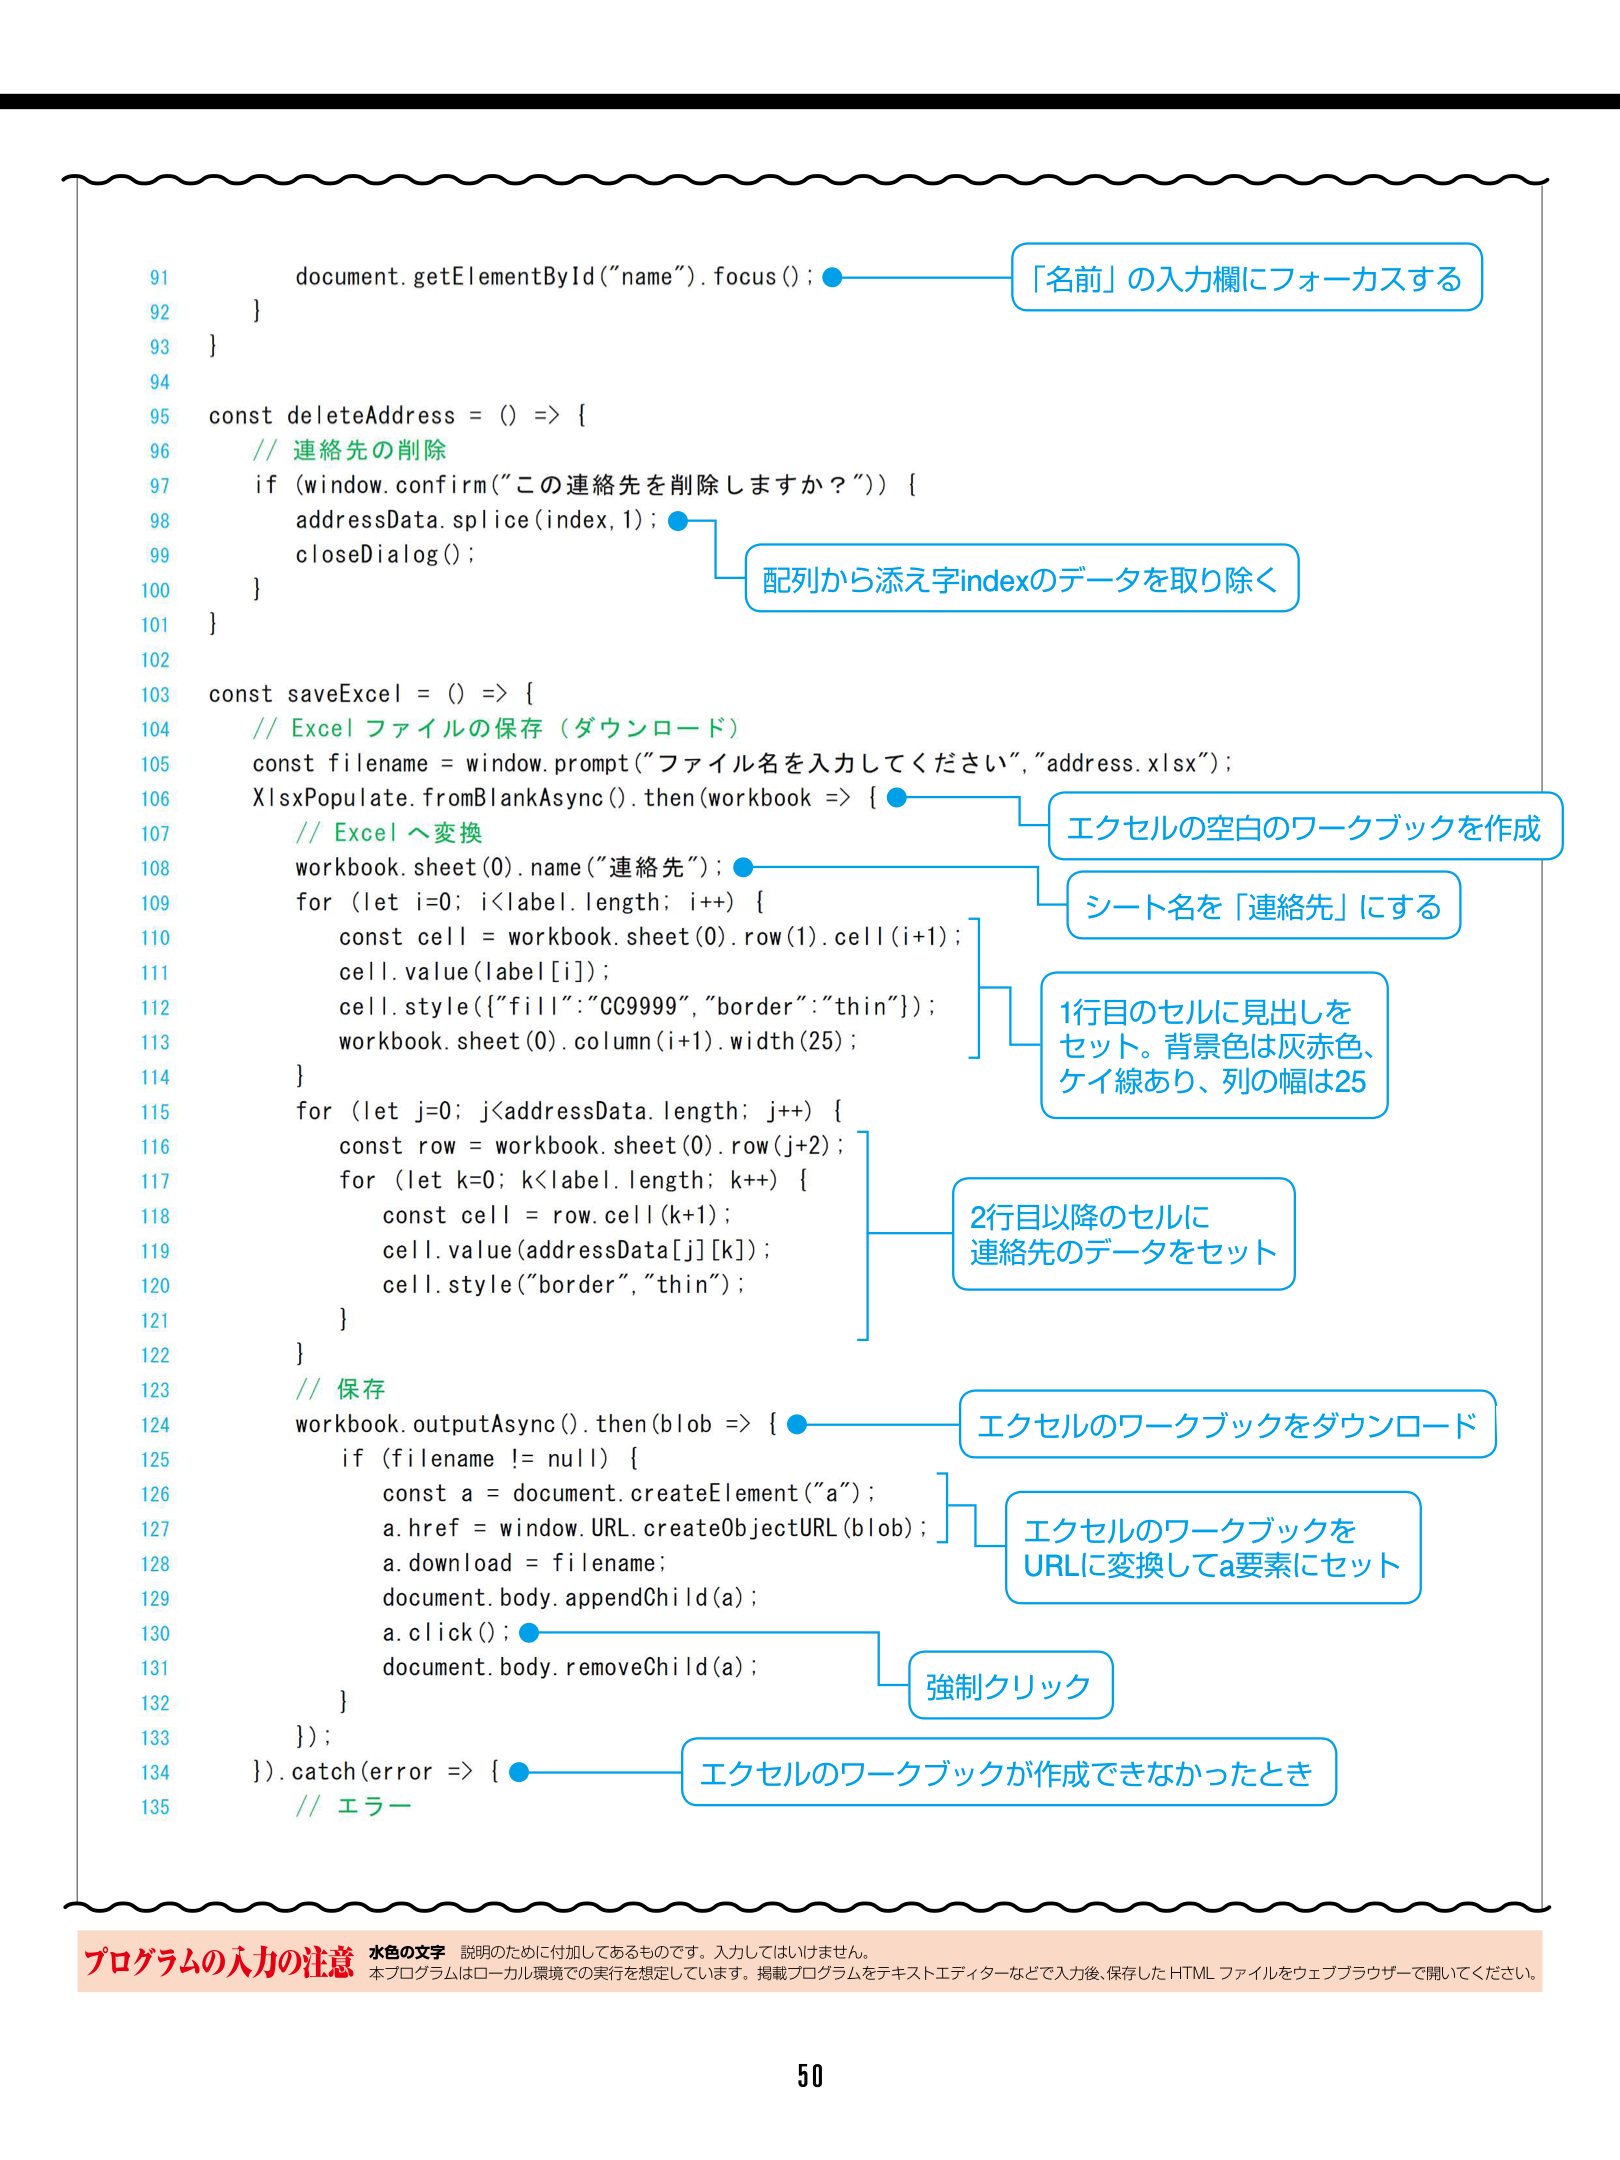 91 document.getElementById("name").focus();
「名前」の入力欄にフォーカスする
92 }
93 }
94
95 const deleteAddress = () => {
96 // 連絡先の削除
97 if (window.confirm("この連絡先を削除しますか？")) {
98 addressData.splice(index,1);
99 closeDialog();
配列から添え字indexのデータを取り除く
100 }
101 }
102
103 const saveExcel = () => {
104 // Excel ファイルの保存（ダウンロード）
105 const filename = window.prompt("ファイル名を入力してください","address.xlsx");
106 XlsxPopulate.fromBlankAsync().then(workbook => {
エクセルの空白のワークブックを作成
107 // Excel へ変換
108 workbook.sheet(0).name("連絡先");
シート名を「連絡先」にする
109 for (let i=0; i<label.length; i++) {
110 const cell = workbook.sheet(0).row(1).cell(i+1);
111 cell.value(label[i]);
112 cell.style({"fill":"CC9999","border":"thin"});
113 workbook.sheet(0).column(i+1).width(25);
1行目のセルに見出しを
セット。背景色は灰赤色、
ケイ線あり、列の幅は25
114 }
115 for (let j=0; j<addressData.length; j++) {
116 const row = workbook.sheet(0).row(j+2);
117 for (let k=0; k<label.length; k++) {
118 const cell = row.cell(k+1);
119 cell.value(addressData[j][k]);
120 cell.style("border","thin");
2行目以降のセルに
連絡先のデータをセット
121 }
122 }
123 // 保存
124 workbook.outputAsync().then(blob => {
エクセルのワークブックをダウンロード
125 if (filename != null) {
126 const a = document.createElement("a");
127 a.href = window.URL.createObjectURL(blob);
エクセルのワークブックを
URLに変換してa要素にセット
128 a.download = filename;
129 document.body.appendChild(a);
130 a.click();
強制クリック
131 document.body.removeChild(a);
132 }
133 });
134 }).catch(error => {
エクセルのワークブックが作成できなかったとき
135 // エラー
プログラムの入力の注意
水色の文字 説明のために付加してあるものです。入力してはいけません。
本プログラムはローカル環境での実行を想定しています。掲載プログラムをテキストエディターなどで入力後、保存した HTML ファイルをウェブブラウザーで開いてください。
50